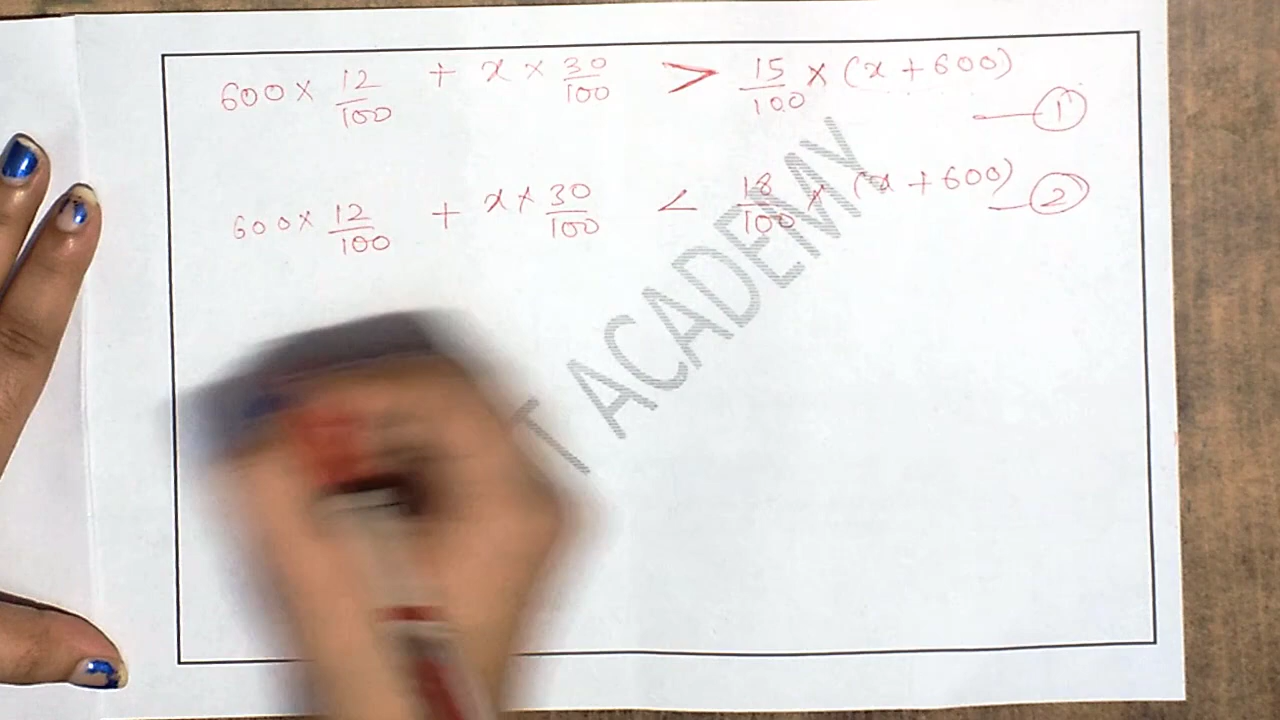 600 × 12/100 + x × 30/100 > 15/100 × (x + 600) — 1
600 × 12/100 + x × 30/100 < 18/100 × (x + 600) — 2
ACADEMY